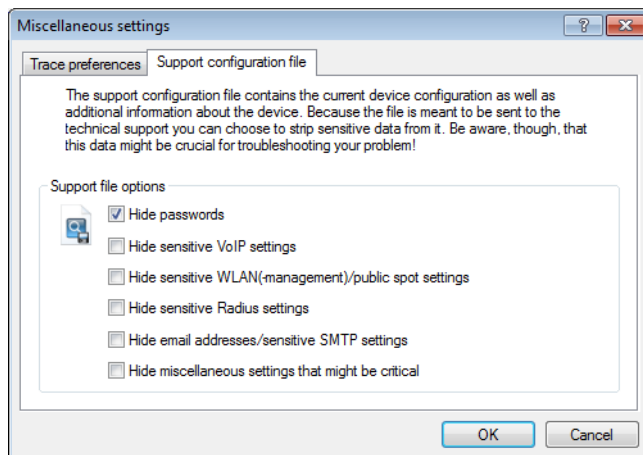 Miscellaneous settings
Trace preferences
Support configuration file
The support configuration file contains the current device configuration as well as
additional information about the device. Because the file is meant to be sent to the
technical support you can choose to strip sensitive data from it. Be aware, though, that
this data might be crucial for troubleshooting your problem!
Support file options
Hide passwords
Hide sensitive VoIP settings
Hide sensitive WLAN(-management)/public spot settings
Hide sensitive Radius settings
Hide email addresses/sensitive SMTP settings
Hide miscellaneous settings that might be critical
OK
Cancel